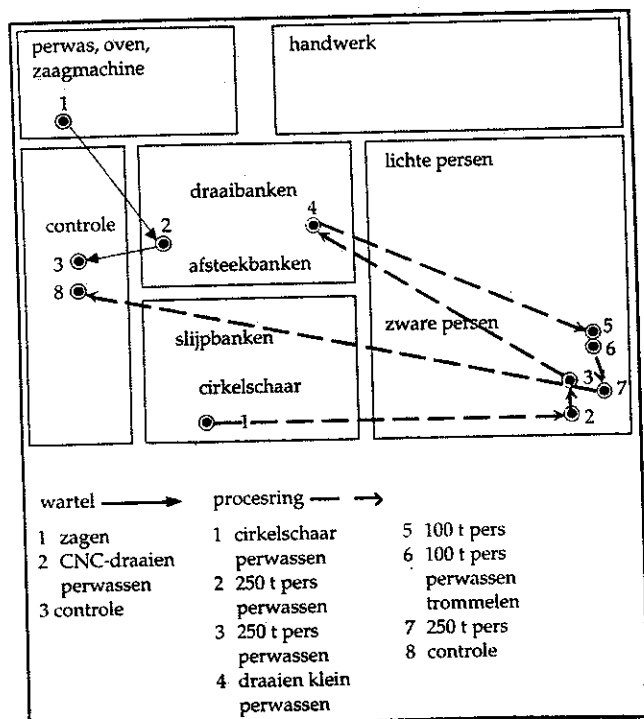 perwas, oven,
zaagmachine
1
handwerk
lichte persen
draaibanken
4
controle
2
3
afsteekbanken
8
5
zware persen
6
slijpbanken
3
7
cirkelschaar
1
2
wartel
1 zagen
2 CNC-draaien
perwassen
3 controle
procesring
1 cirkelschaar
perwassen
2 250 t pers
perwassen
3 250 t pers
perwassen
4 draaien klein
perwassen
5 100 t pers
6 100 t pers
perwassen
trommelen
7 250 t pers
8 controle